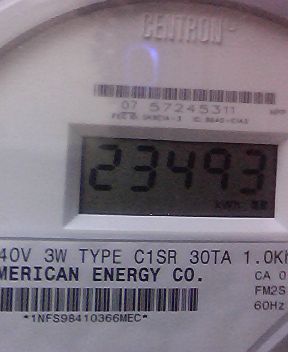 CENTRON
07 57245311
23493
kWh
40V 3W TYPE C1SR 30TA 1.0Kh
MERICAN ENERGY CO.
CA 0
FM2S
60Hz
*1NFS98410366MEC*